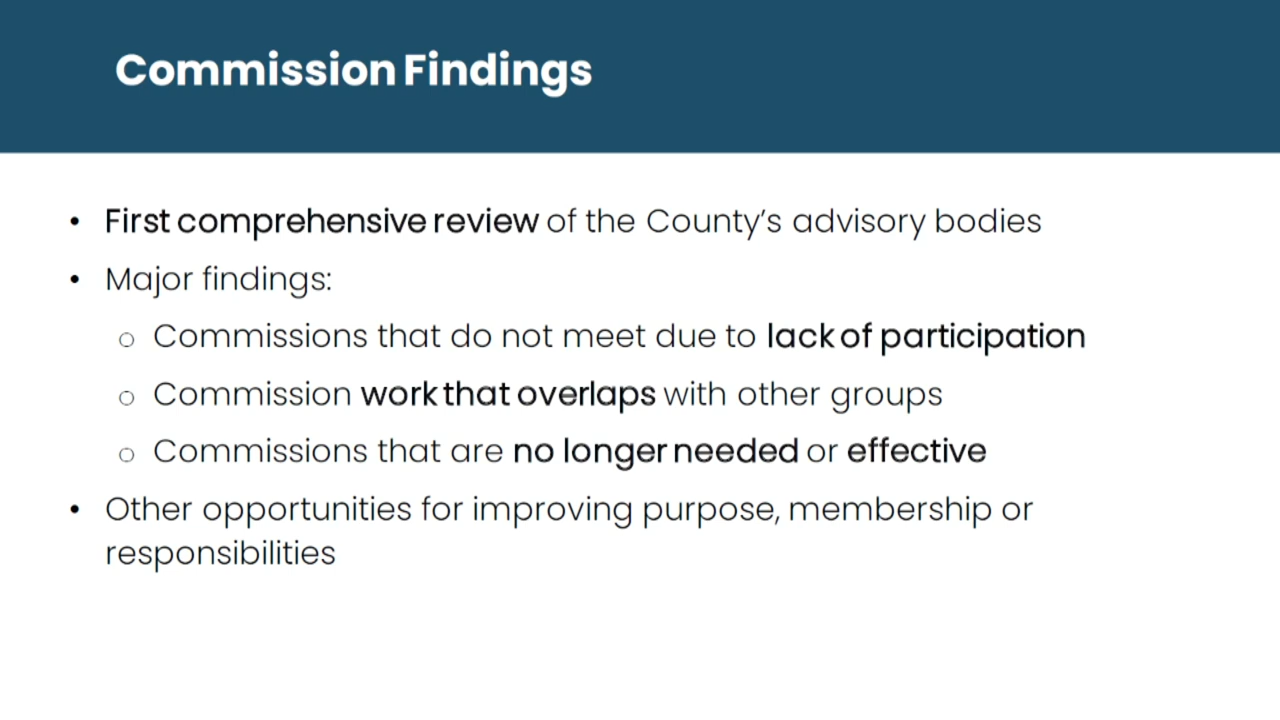 Commission Findings
• First comprehensive review of the County's advisory bodies
• Major findings:
○ Commissions that do not meet due to lack of participation
○ Commission work that overlaps with other groups
○ Commissions that are no longer needed or effective
• Other opportunities for improving purpose, membership or
responsibilities